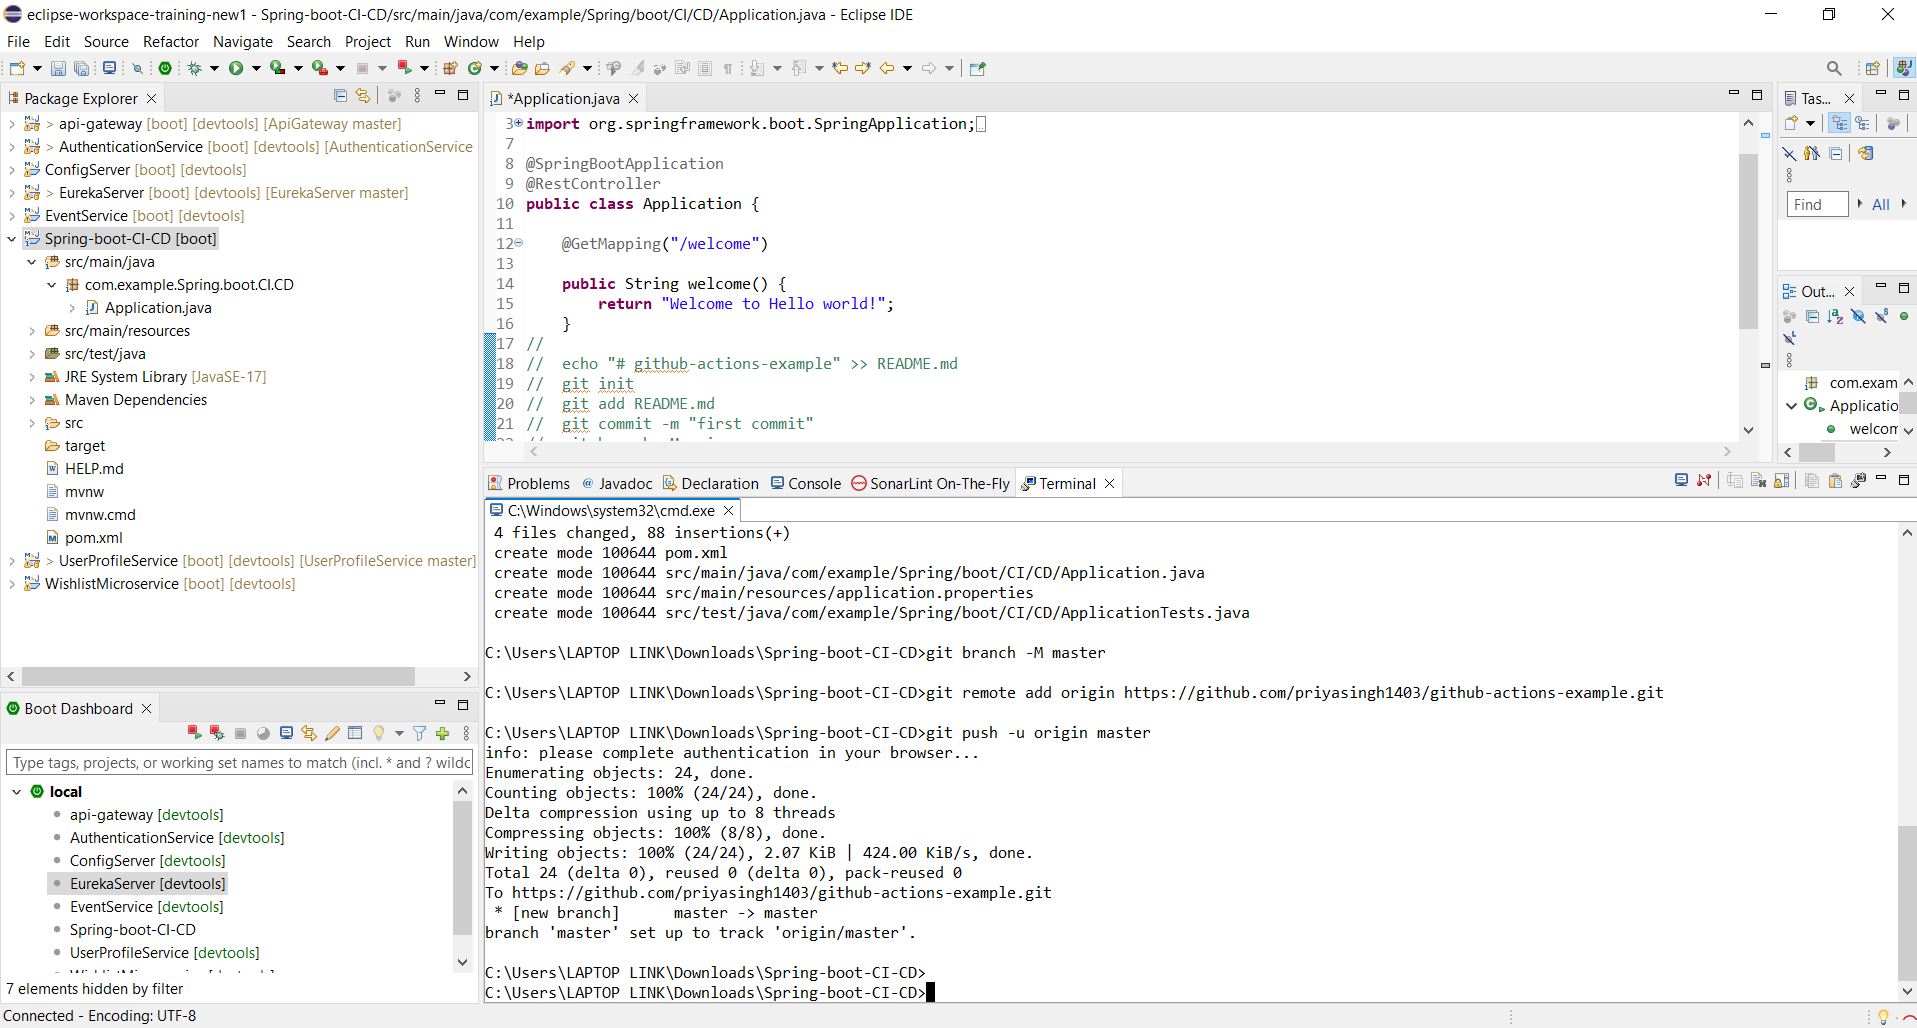 eclipse-workspace-training-new1 - Spring-boot-CI-CD/src/main/java/com/example/Spring/boot/CI/CD/Application.java - Eclipse IDE
File Edit Source Refactor Navigate Search Project Run Window Help
Package Explorer
> api-gateway [boot] [devtools] [ApiGateway master]
> AuthenticationService [boot] [devtools] [AuthenticationService
ConfigServer [boot] [devtools]
> EurekaServer [boot] [devtools] [EurekaServer master]
EventService [boot] [devtools]
Spring-boot-CI-CD [boot]
src/main/java
com.example.Spring.boot.CI.CD
Application.java
src/main/resources
src/test/java
JRE System Library [JavaSE-17]
Maven Dependencies
src
target
HELP.md
mvnw
mvnw.cmd
pom.xml
> UserProfileService [boot] [devtools] [UserProfileService master]
WishlistMicroservice [boot] [devtools]
Boot Dashboard
Type tags, projects, or working set names to match (incl. * and ? wildc
local
api-gateway [devtools]
AuthenticationService [devtools]
ConfigServer [devtools]
EurekaServer [devtools]
EventService [devtools]
Spring-boot-CI-CD
UserProfileService [devtools]
7 elements hidden by filter
*Application.java
3 import org.springframework.boot.SpringApplication;
7
8 @SpringBootApplication
9 @RestController
10 public class Application {
11
12 @GetMapping("/welcome")
13
14 public String welcome() {
15 return "Welcome to Hello world!";
16 }
17 //
18 // echo "# github-actions-example" >> README.md
19 // git init
20 // git add README.md
21 // git commit -m "first commit"
Tas...
Find
All
Out...
com.exam
Applicatio
welcom
Problems Javadoc Declaration Console SonarLint On-The-Fly Terminal
C:\Windows\system32\cmd.exe
4 files changed, 88 insertions(+)
create mode 100644 pom.xml
create mode 100644 src/main/java/com/example/Spring/boot/CI/CD/Application.java
create mode 100644 src/main/resources/application.properties
create mode 100644 src/test/java/com/example/Spring/boot/CI/CD/ApplicationTests.java
C:\Users\LAPTOP LINK\Downloads\Spring-boot-CI-CD>git branch -M master
C:\Users\LAPTOP LINK\Downloads\Spring-boot-CI-CD>git remote add origin https://github.com/priyasingh1403/github-actions-example.git
C:\Users\LAPTOP LINK\Downloads\Spring-boot-CI-CD>git push -u origin master
info: please complete authentication in your browser...
Enumerating objects: 24, done.
Counting objects: 100% (24/24), done.
Delta compression using up to 8 threads
Compressing objects: 100% (8/8), done.
Writing objects: 100% (24/24), 2.07 KiB | 424.00 KiB/s, done.
Total 24 (delta 0), reused 0 (delta 0), pack-reused 0
To https://github.com/priyasingh1403/github-actions-example.git
* [new branch] master -> master
branch 'master' set up to track 'origin/master'.
C:\Users\LAPTOP LINK\Downloads\Spring-boot-CI-CD>
C:\Users\LAPTOP LINK\Downloads\Spring-boot-CI-CD>
Connected - Encoding: UTF-8